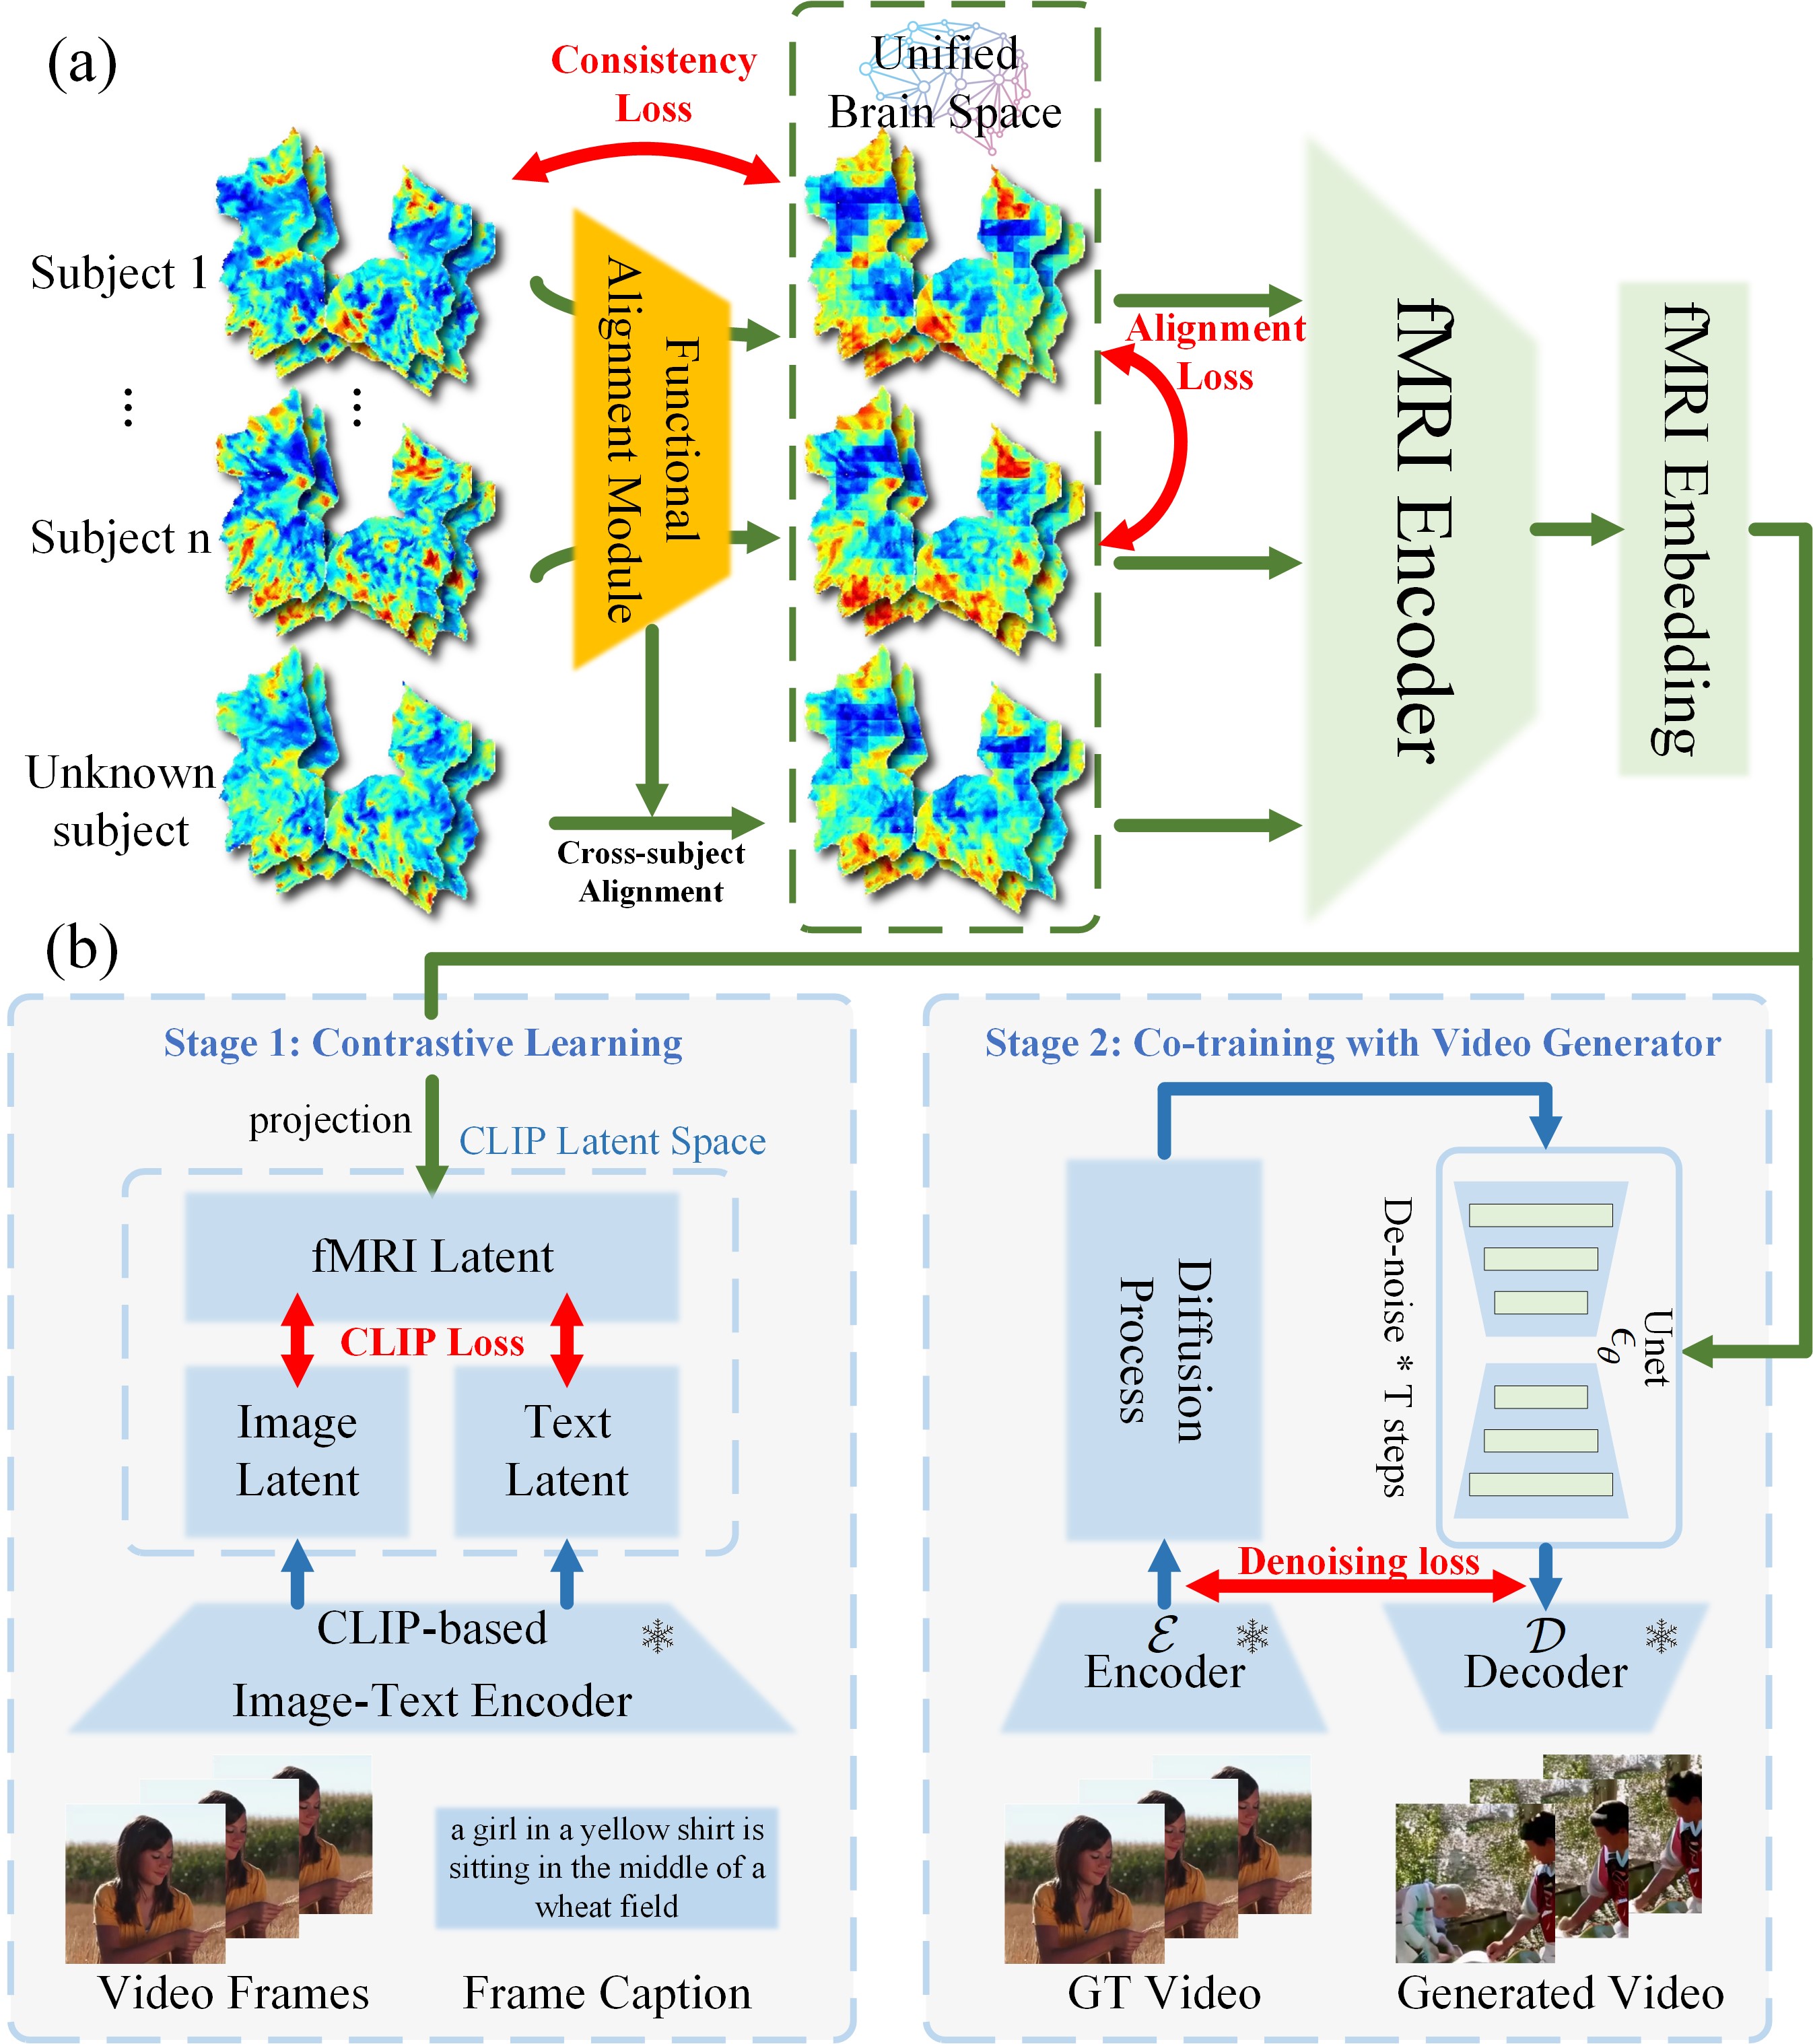 (a)
Consistency
Loss
Unified
Brain Space
Subject 1
⋮
⋮
Subject n
Unknown
subject
Functional
Alignment Module
Cross-subject
Alignment
Alignment
Loss
fMRI Encoder
fMRI Embedding
(b)
Stage 1: Contrastive Learning
projection
CLIP Latent Space
fMRI Latent
CLIP Loss
Image
Latent
Text
Latent
CLIP-based
Image-Text Encoder
a girl in a yellow shirt is
sitting in the middle of a
wheat field
Video Frames
Frame Caption
Stage 2: Co-training with Video Generator
Diffusion
Process
De-noise * T steps
Unet
ϵθ
Denoising loss
ℰ
Encoder
𝒟
Decoder
GT Video
Generated Video